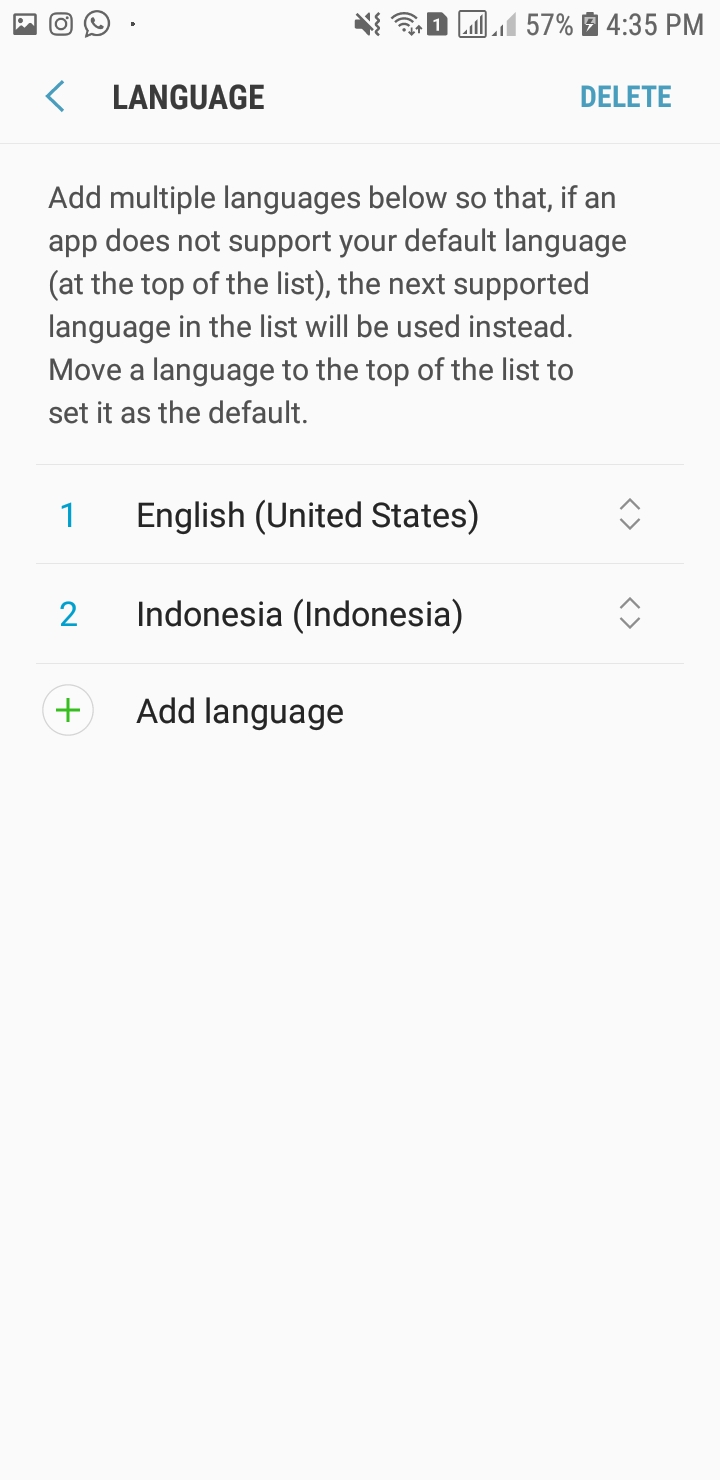 1 57% 4:35 PM
LANGUAGE DELETE
Add multiple languages below so that, if an
app does not support your default language
(at the top of the list), the next supported
language in the list will be used instead.
Move a language to the top of the list to
set it as the default.
1 English (United States)
2 Indonesia (Indonesia)
Add language